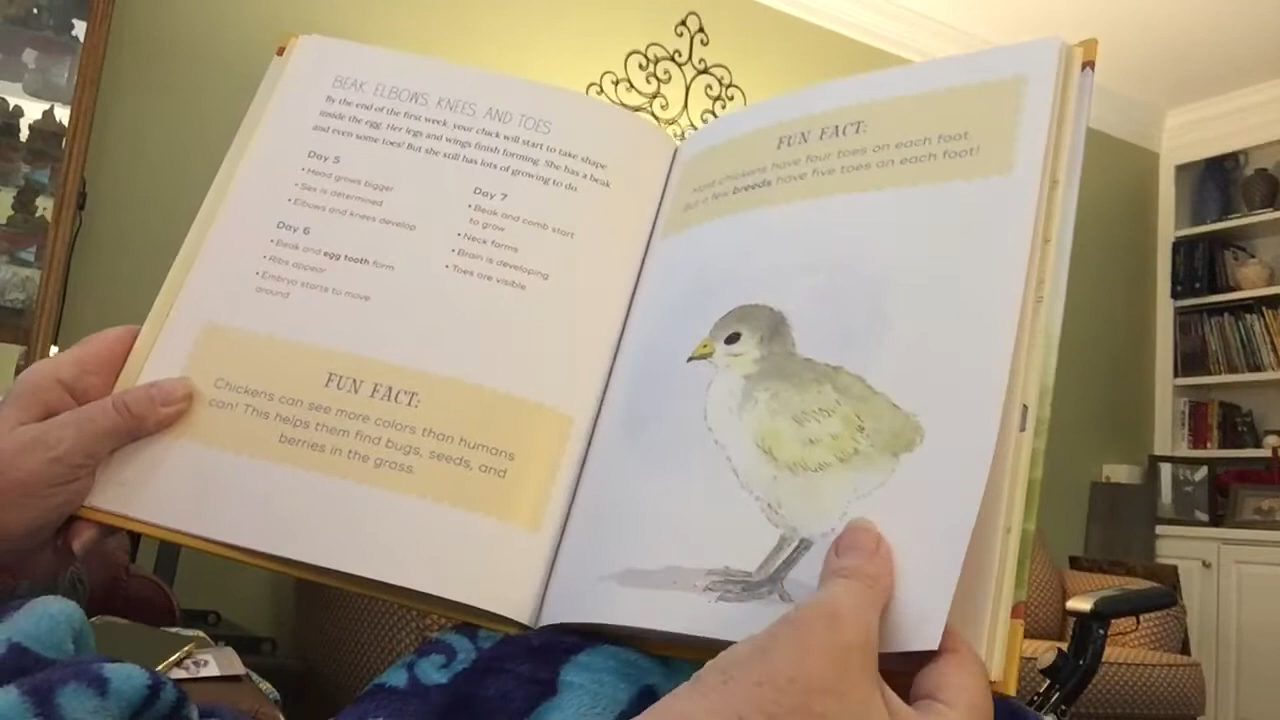 BEAK, ELBOWS, KNEES, AND TOES
By the end of the first week, your chick will start to take shape
inside the egg. Her legs and wings finish forming. She has a beak
and even some toes! But she still has lots of growing to do.
Day 5
• Head grows bigger
• Sex is determined
• Elbows and knees develop
Day 6
• Beak and egg tooth form
• Ribs appear
• Embryo starts to move
around
Day 7
• Beak and comb start
to grow
• Neck forms
• Brain is developing
• Toes are visible
FUN FACT:
Chickens can see more colors than humans
can! This helps them find bugs, seeds, and
berries in the grass.
FUN FACT:
Most chickens have four toes on each foot,
But a few breeds have five toes on each foot!